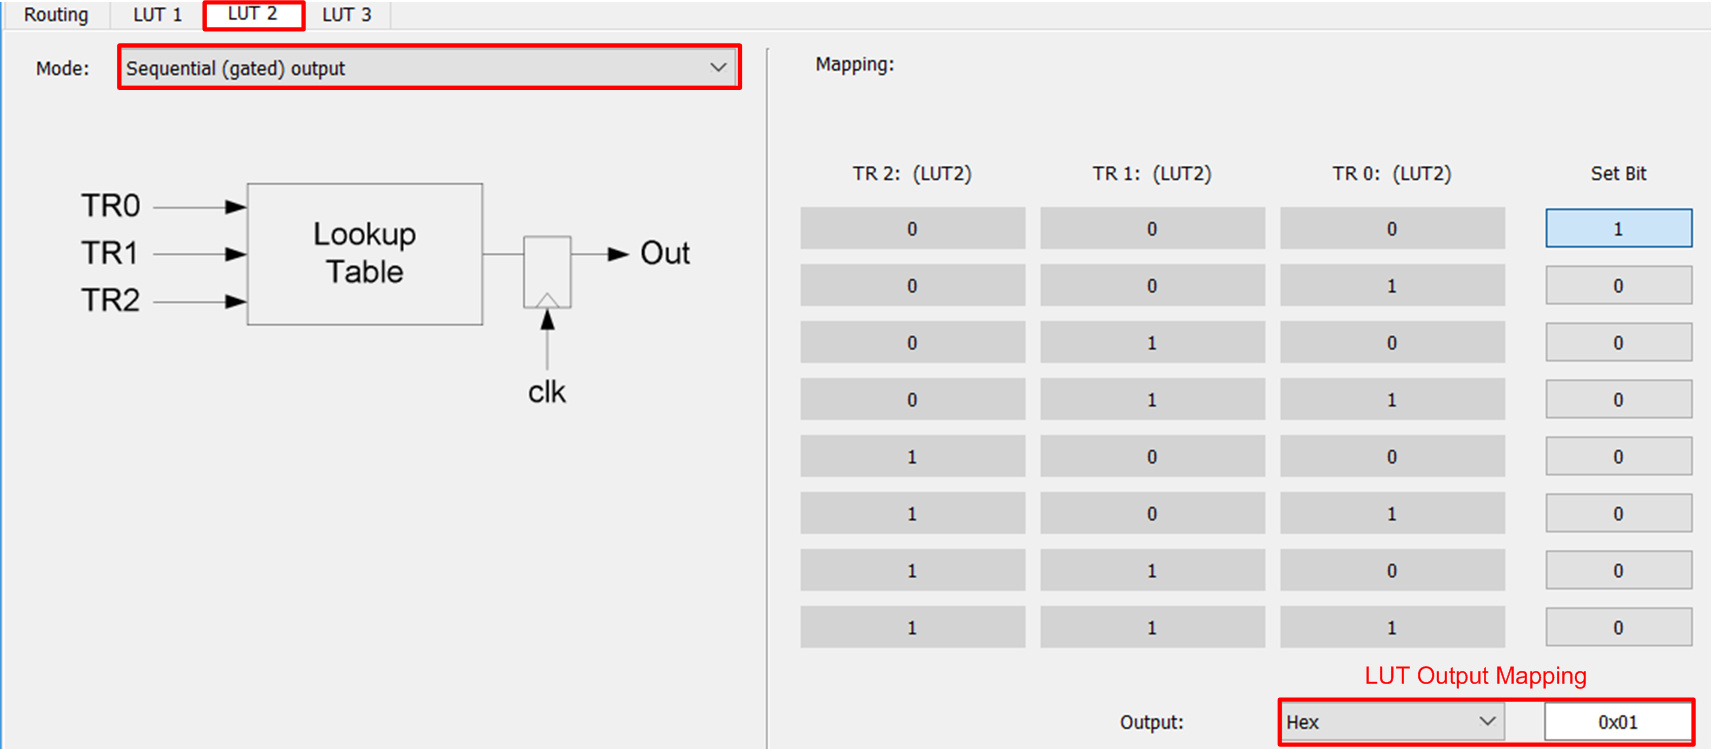 Routing LUT 1 LUT 2 LUT 3
Mode: Sequential (gated) output
Mapping:
TR0
TR1
TR2
Lookup
Table
Out
clk
TR 2: (LUT2) TR 1: (LUT2) TR 0: (LUT2) Set Bit
0 0 0 1
0 0 1 0
0 1 0 0
0 1 1 0
1 0 0 0
1 0 1 0
1 1 0 0
1 1 1 0
LUT Output Mapping
Output: Hex 0x01